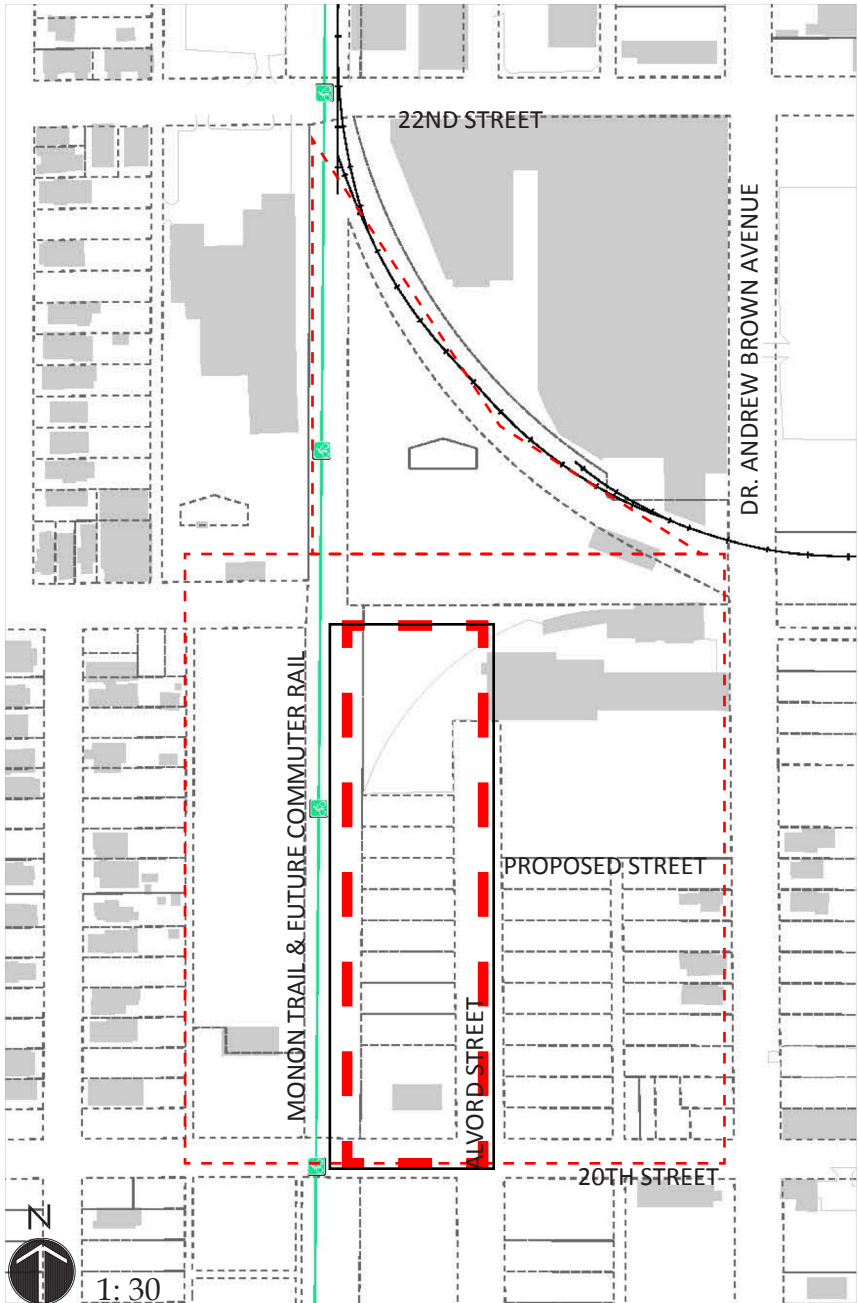 22ND STREET
DR. ANDREW BROWN AVENUE
MONON TRAIL & FUTURE COMMUTER RAIL
PROPOSED STREET
ALVORD STREET
20TH STREET
N
1: 30